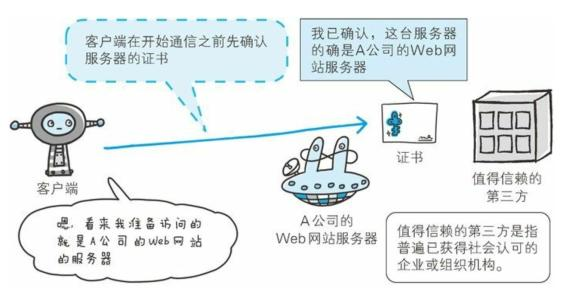 客户端在开始通信之前先确认
服务器的证书
我已确认，这台服务器
的确是A公司的Web网
站服务器
客户端
证书
值得信赖的
第三方
A公司的
Web网站服务器
嗯，看来我准备访问的
就是A公司的Web网站
的服务器
值得信赖的第三方是指
普遍已获得社会认可的
企业或组织机构。